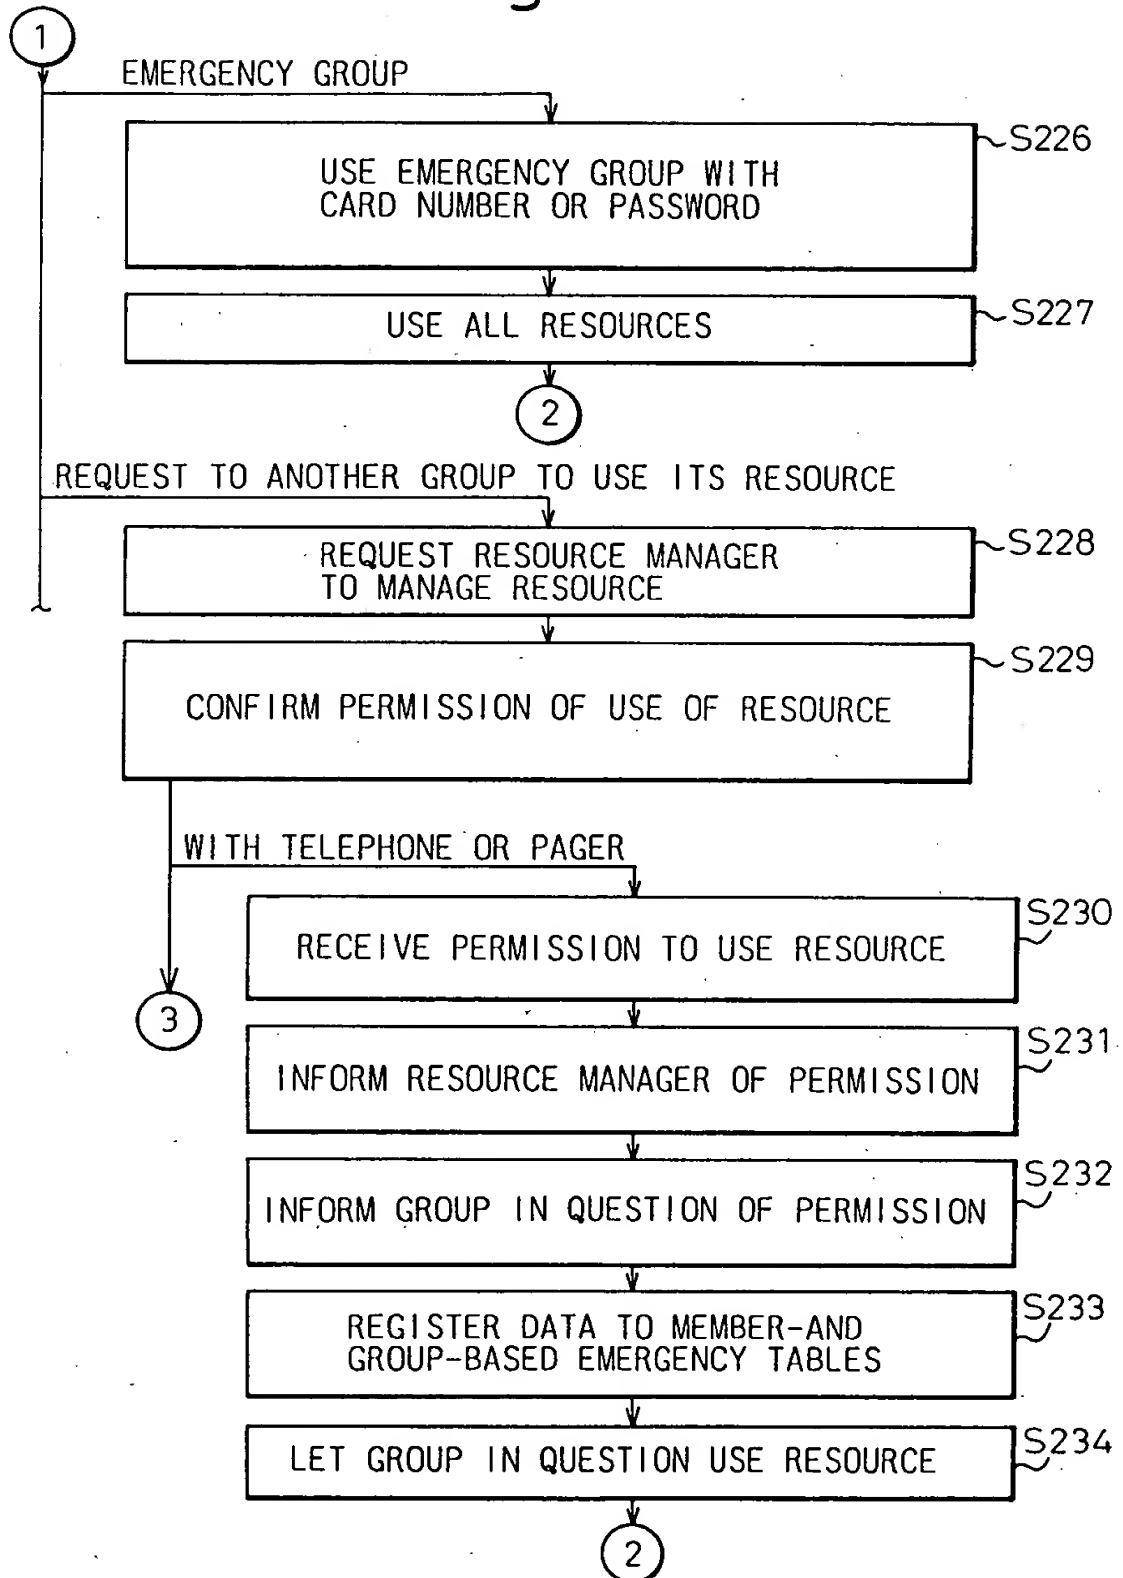 1
EMERGENCY GROUP
S226
USE EMERGENCY GROUP WITH
CARD NUMBER OR PASSWORD
S227
USE ALL RESOURCES
2
REQUEST TO ANOTHER GROUP TO USE ITS RESOURCE
S228
REQUEST RESOURCE MANAGER
TO MANAGE RESOURCE
S229
CONFIRM PERMISSION OF USE OF RESOURCE
WITH TELEPHONE OR PAGER
S230
RECEIVE PERMISSION TO USE RESOURCE
3
S231
INFORM RESOURCE MANAGER OF PERMISSION
S232
INFORM GROUP IN QUESTION OF PERMISSION
S233
REGISTER DATA TO MEMBER-AND
GROUP-BASED EMERGENCY TABLES
S234
LET GROUP IN QUESTION USE RESOURCE
2